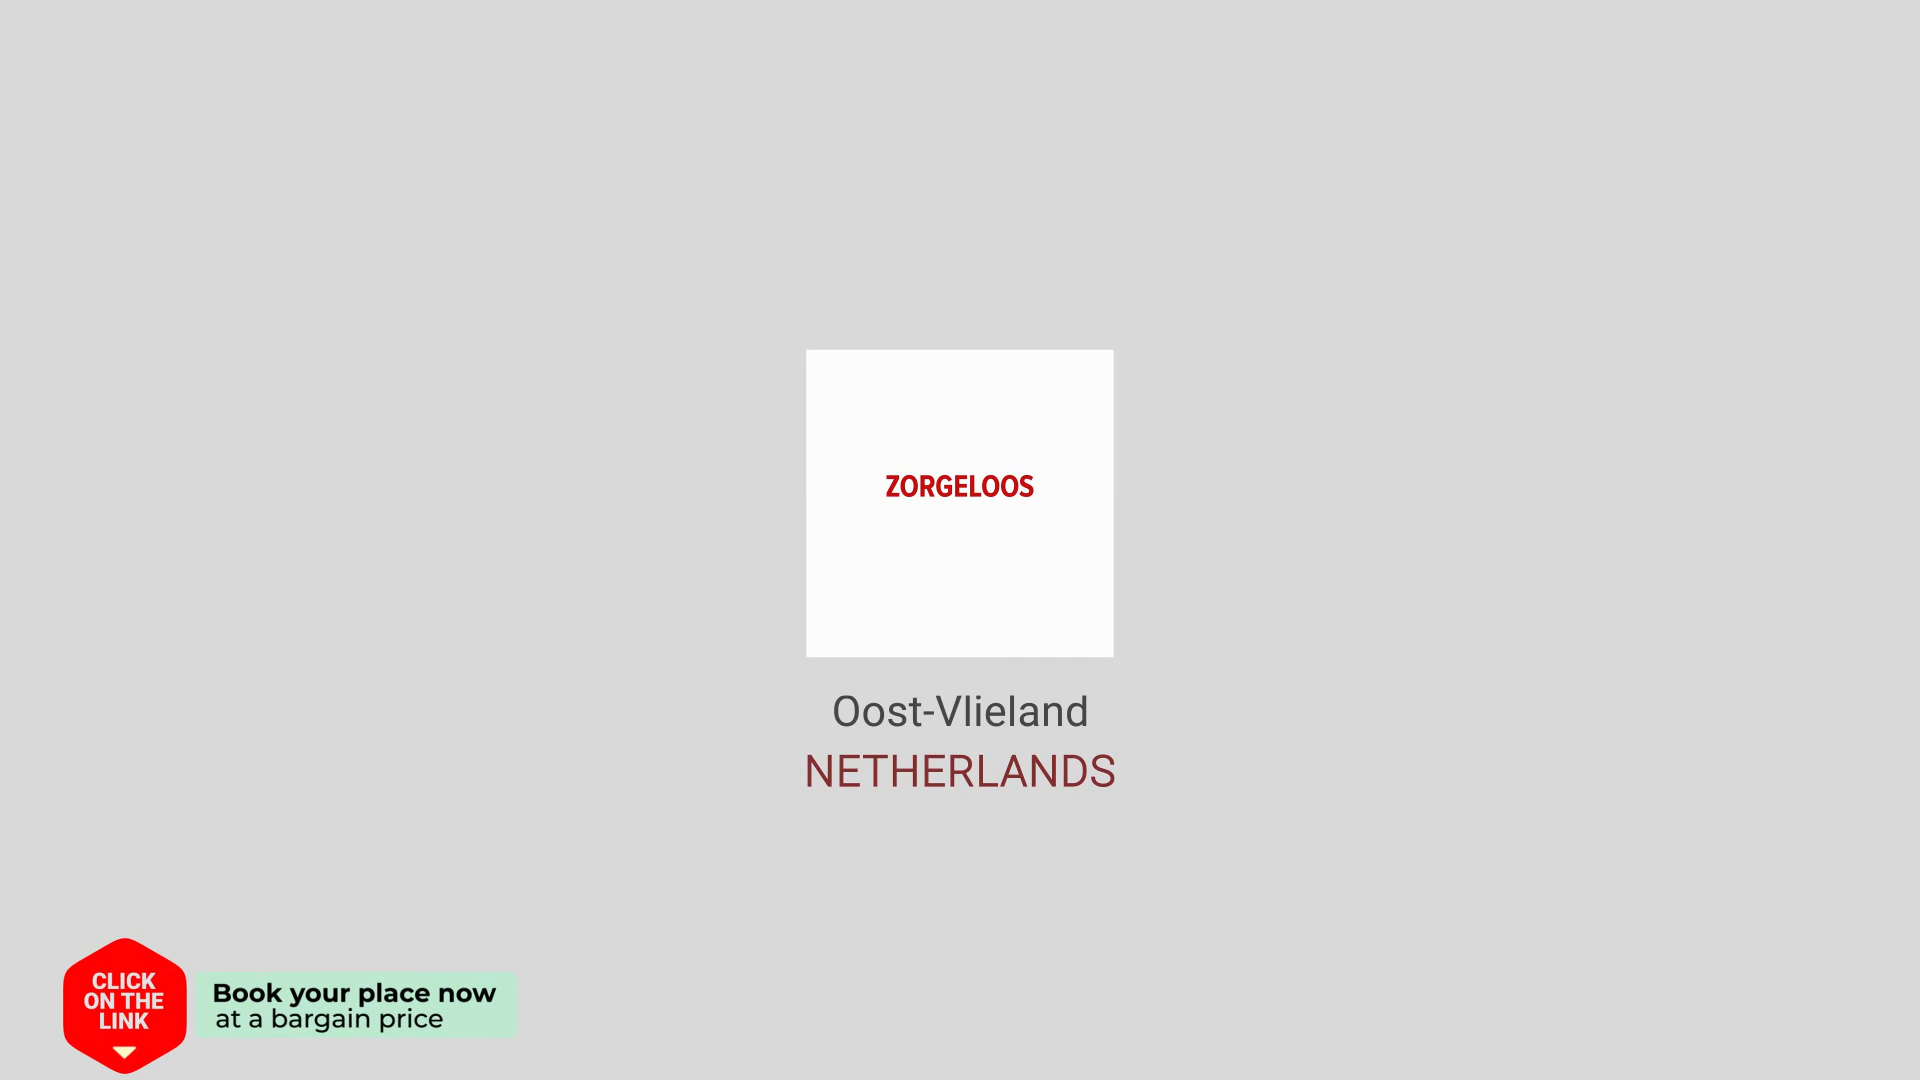 ZORGELOOS
Oost-Vlieland
NETHERLANDS
CLICK
ON THE
LINK
Book your place now
at a bargain price